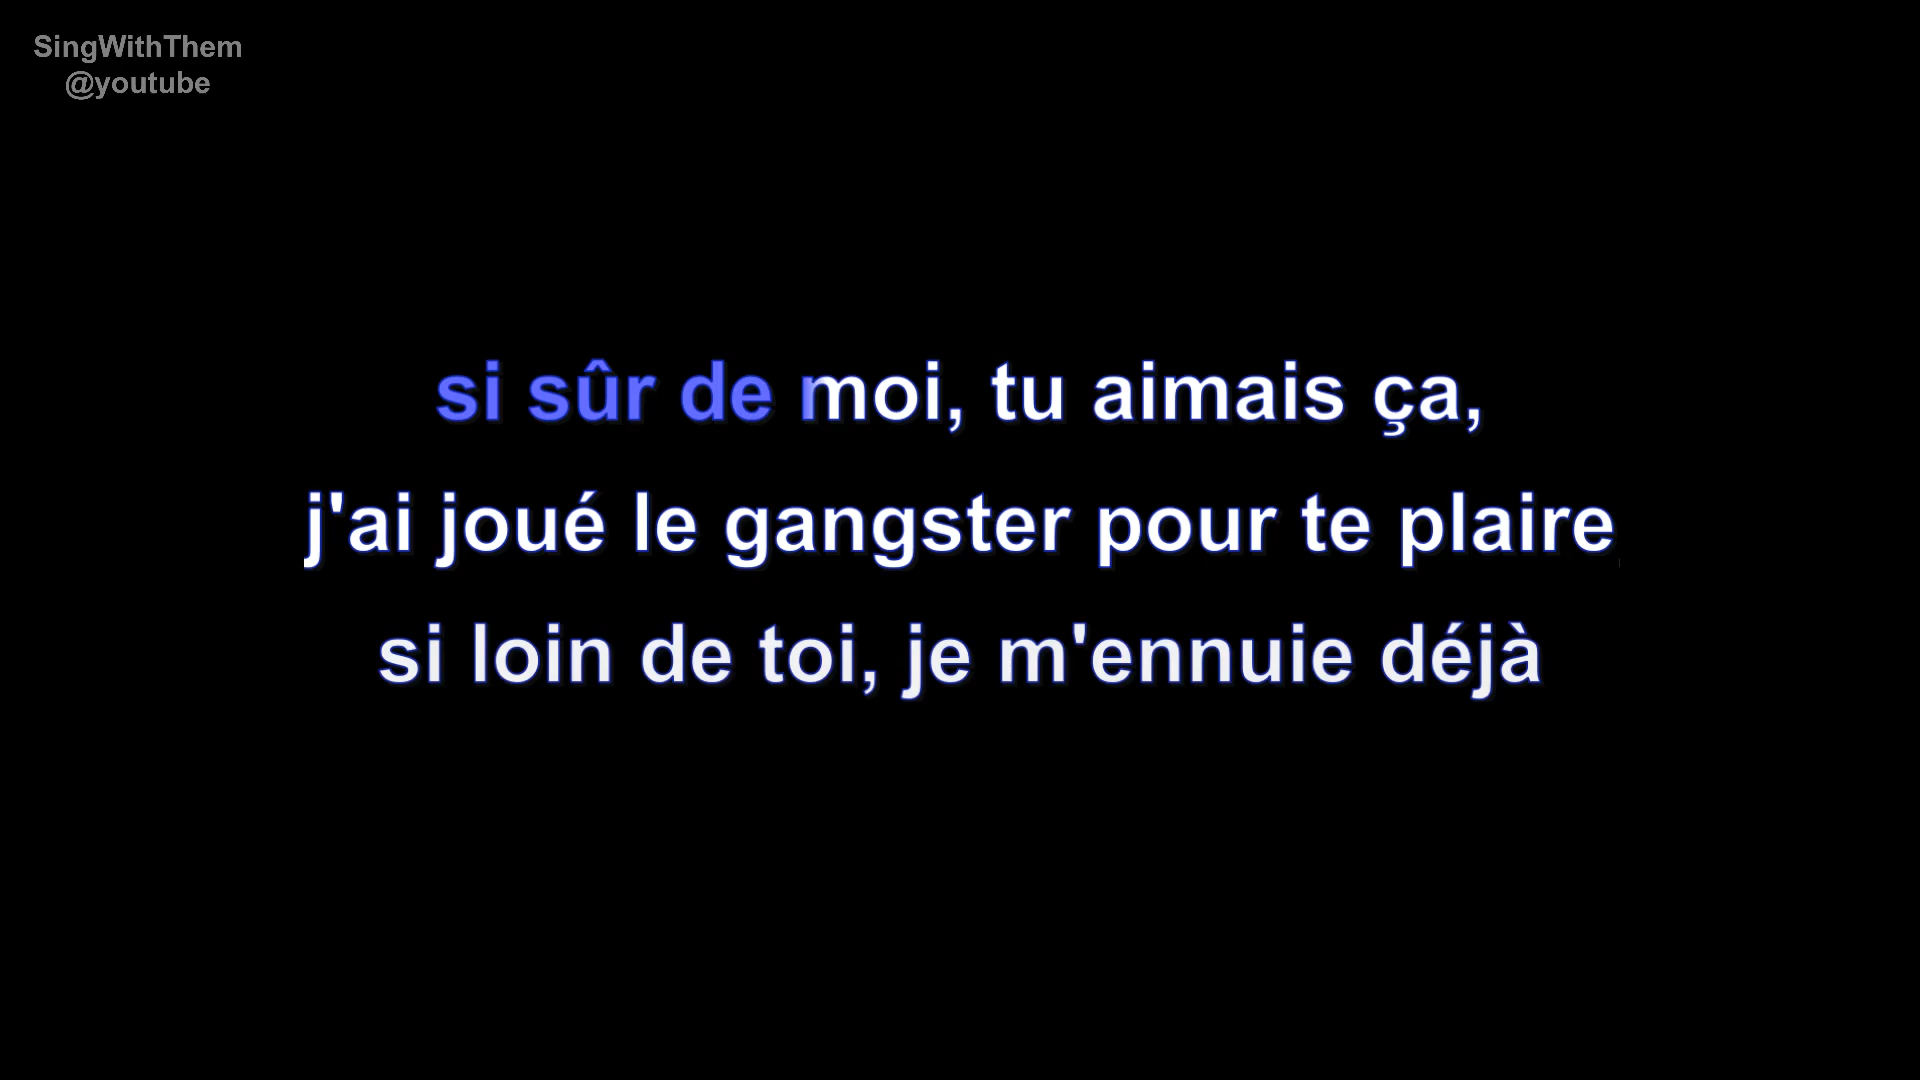 SingWithThem
@youtube
si sûr de moi, tu aimais ça,
j'ai joué le gangster pour te plaire
si loin de toi, je m'ennuie déjà